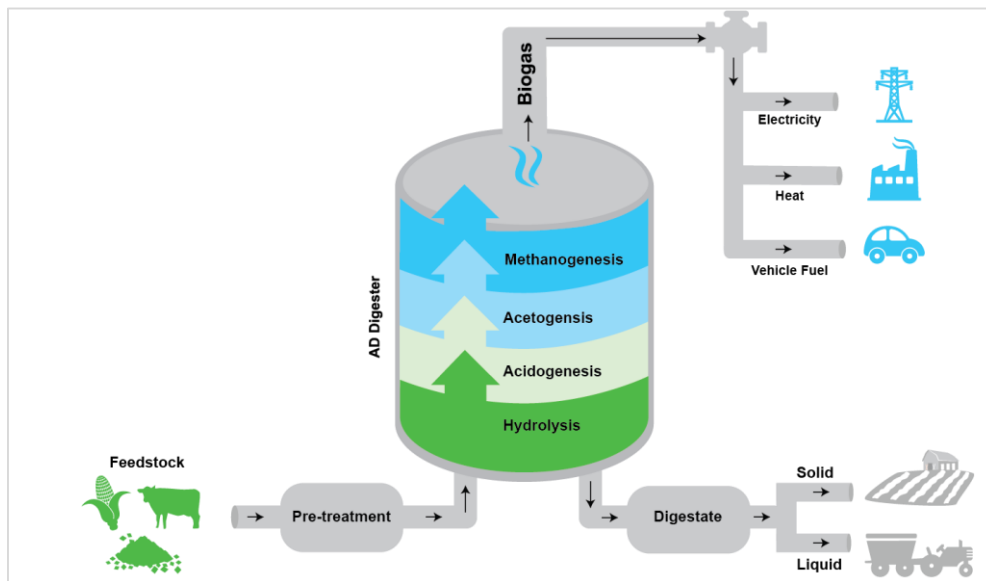 Biogas
Electricity
Heat
Vehicle Fuel
AD Digester
Methanogenesis
Acetogensis
Acidogenesis
Hydrolysis
Feedstock
Pre-treatment
Digestate
Solid
Liquid